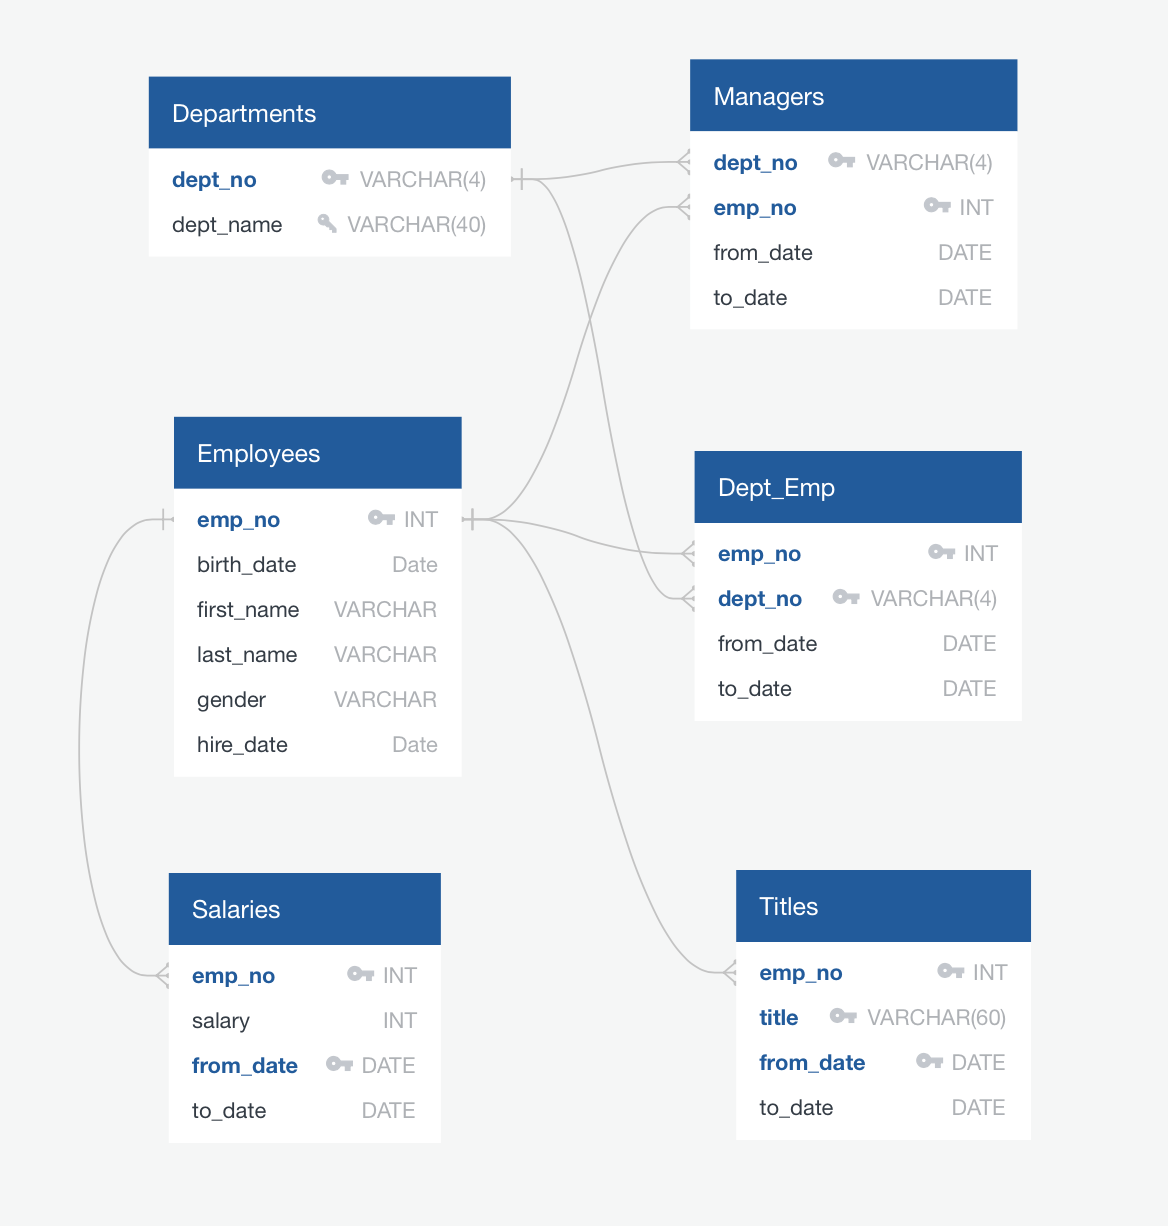 Departments
dept_no VARCHAR(4)
dept_name VARCHAR(40)
Managers
dept_no VARCHAR(4)
emp_no INT
from_date DATE
to_date DATE
Employees
emp_no INT
birth_date Date
first_name VARCHAR
last_name VARCHAR
gender VARCHAR
hire_date Date
Dept_Emp
emp_no INT
dept_no VARCHAR(4)
from_date DATE
to_date DATE
Salaries
emp_no INT
salary INT
from_date DATE
to_date DATE
Titles
emp_no INT
title VARCHAR(60)
from_date DATE
to_date DATE